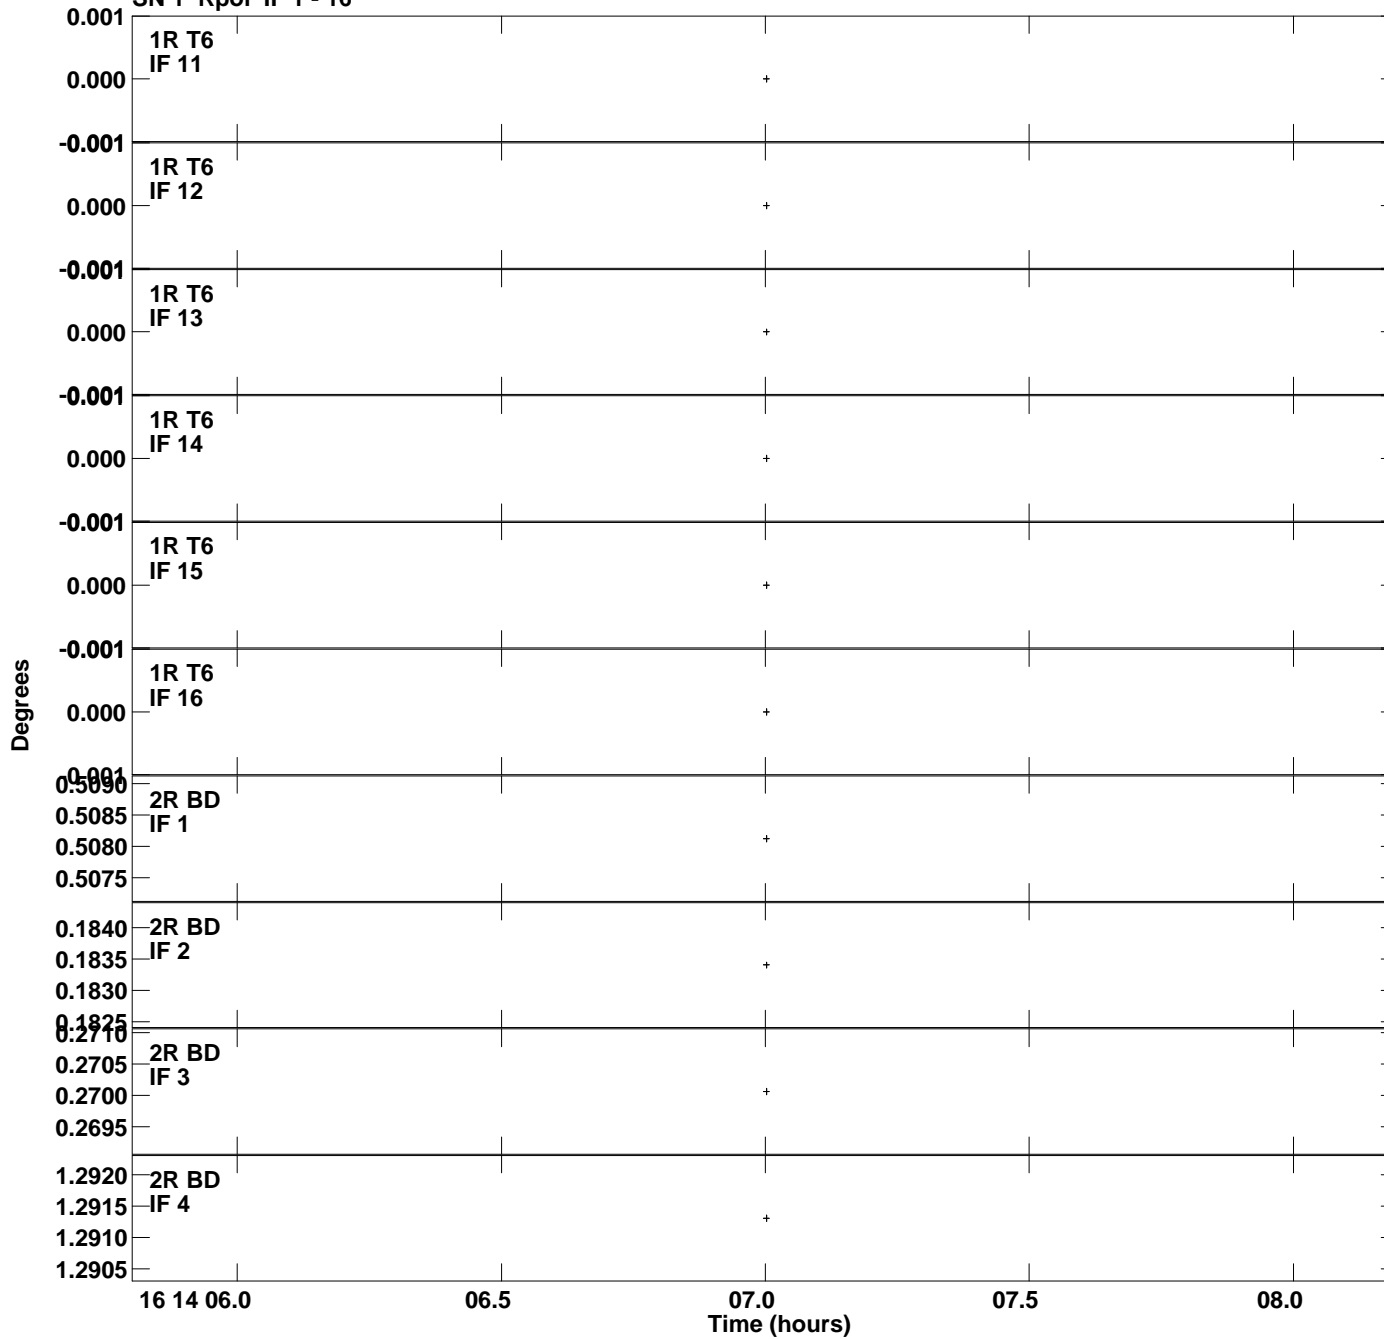 SN 1 Rpol IF 1 - 16
0.001
1R T6
IF 11
0.000
-0.001
1R T6
IF 12
0.000
-0.001
1R T6
IF 13
0.000
-0.001
1R T6
IF 14
0.000
-0.001
1R T6
IF 15
0.000
-0.001
1R T6
IF 16
0.000
-0.001
Degrees
0.5090
2R BD
IF 1
0.5085
0.5080
0.5075
2R BD
IF 2
0.1840
0.1835
0.1830
0.1825
0.2710
2R BD
IF 3
0.2705
0.2700
0.2695
2R BD
IF 4
1.2920
1.2915
1.2910
1.2905
16 14 06.0 06.5 07.0 07.5 08.0
Time (hours)